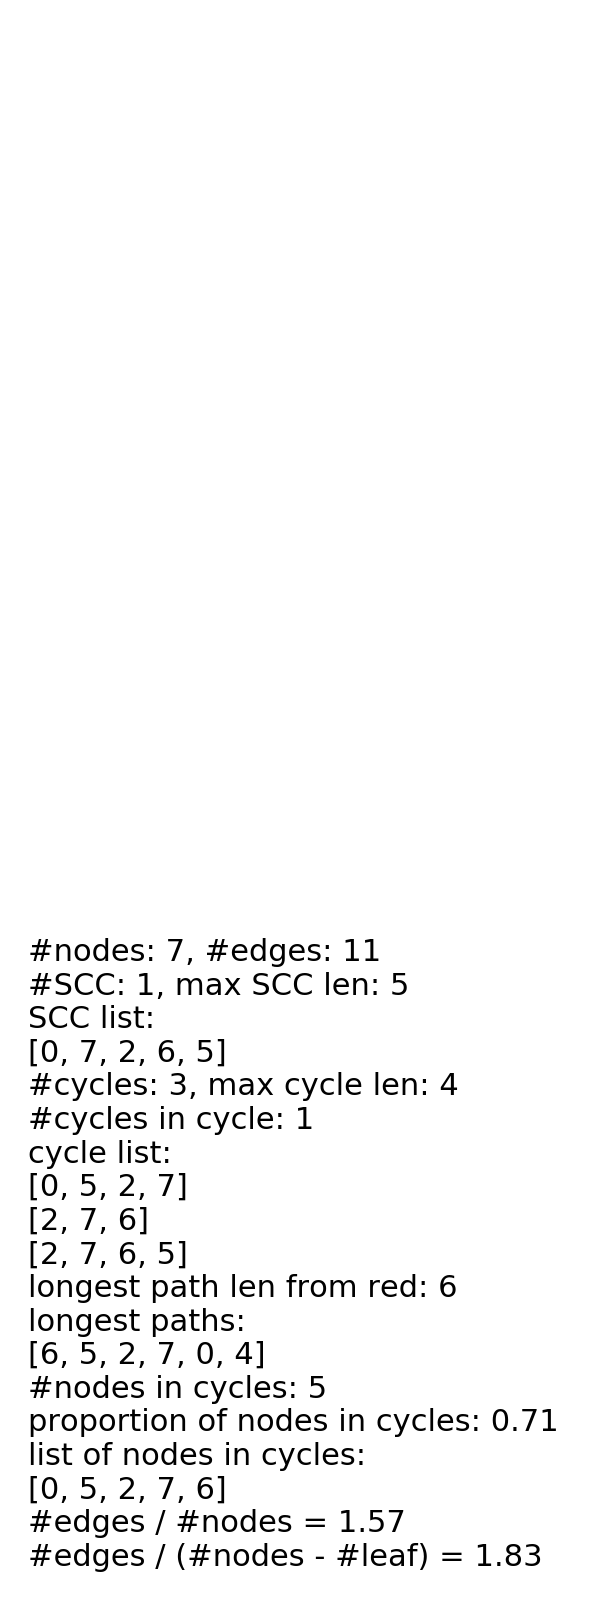 #nodes: 7, #edges: 11
#SCC: 1, max SCC len: 5
SCC list:
[0, 7, 2, 6, 5]
#cycles: 3, max cycle len: 4
#cycles in cycle: 1
cycle list:
[0, 5, 2, 7]
[2, 7, 6]
[2, 7, 6, 5]
longest path len from red: 6
longest paths:
[6, 5, 2, 7, 0, 4]
#nodes in cycles: 5
proportion of nodes in cycles: 0.71
list of nodes in cycles:
[0, 5, 2, 7, 6]
#edges / #nodes = 1.57
#edges / (#nodes - #leaf) = 1.83